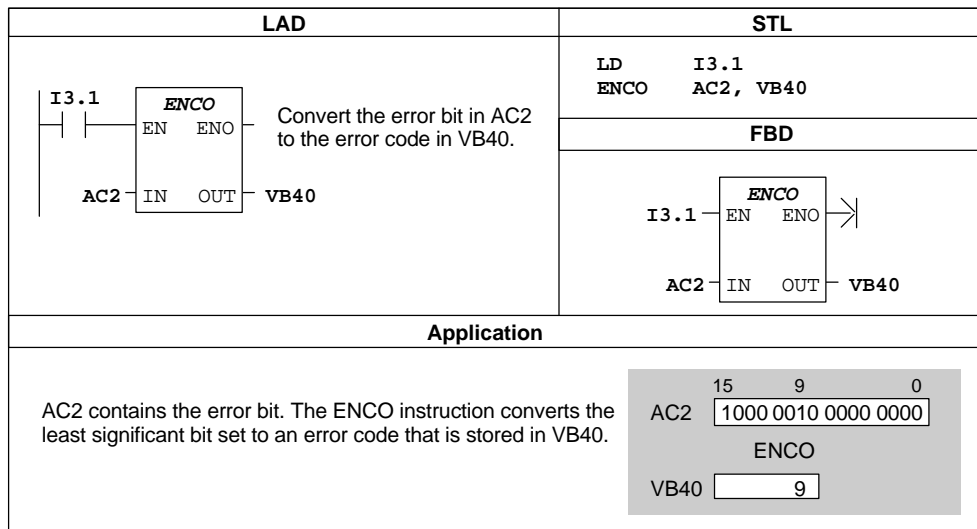 LAD
I3.1
ENCO
EN ENO
Convert the error bit in AC2
to the error code in VB40.
AC2 IN OUT VB40
STL
LD I3.1
ENCO AC2, VB40
FBD
ENCO
I3.1 EN ENO
AC2 IN OUT VB40
Application
AC2 contains the error bit. The ENCO instruction converts the
least significant bit set to an error code that is stored in VB40.
15 9 0
AC2 1000 0010 0000 0000
ENCO
VB40 9